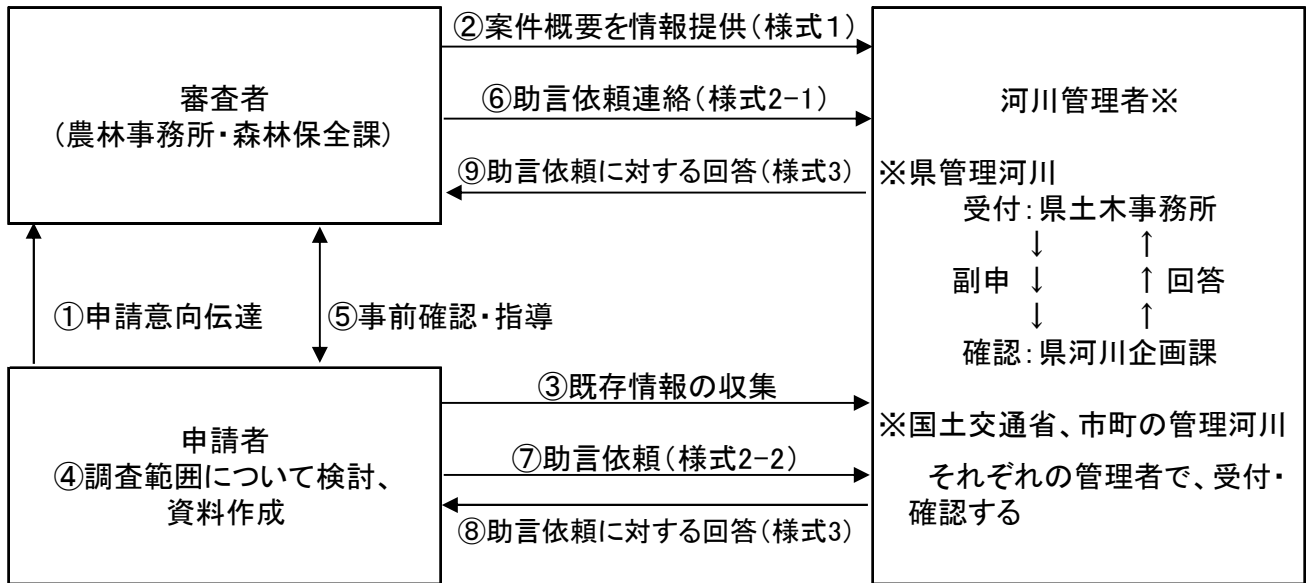 ②案件概要を情報提供(様式1)
審査者
(農林事務所・森林保全課)
⑥助言依頼連絡(様式2-1)
⑨助言依頼に対する回答(様式3)
河川管理者※
※県管理河川
受付:県土木事務所
↓ ↑
副申 ↓ ↑ 回答
↓ ↑
確認:県河川企画課
※国土交通省、市町の管理河川
それぞれの管理者で、受付・
確認する
①申請意向伝達
⑤事前確認・指導
申請者
④調査範囲について検討、
資料作成
③既存情報の収集
⑦助言依頼(様式2-2)
⑧助言依頼に対する回答(様式3)